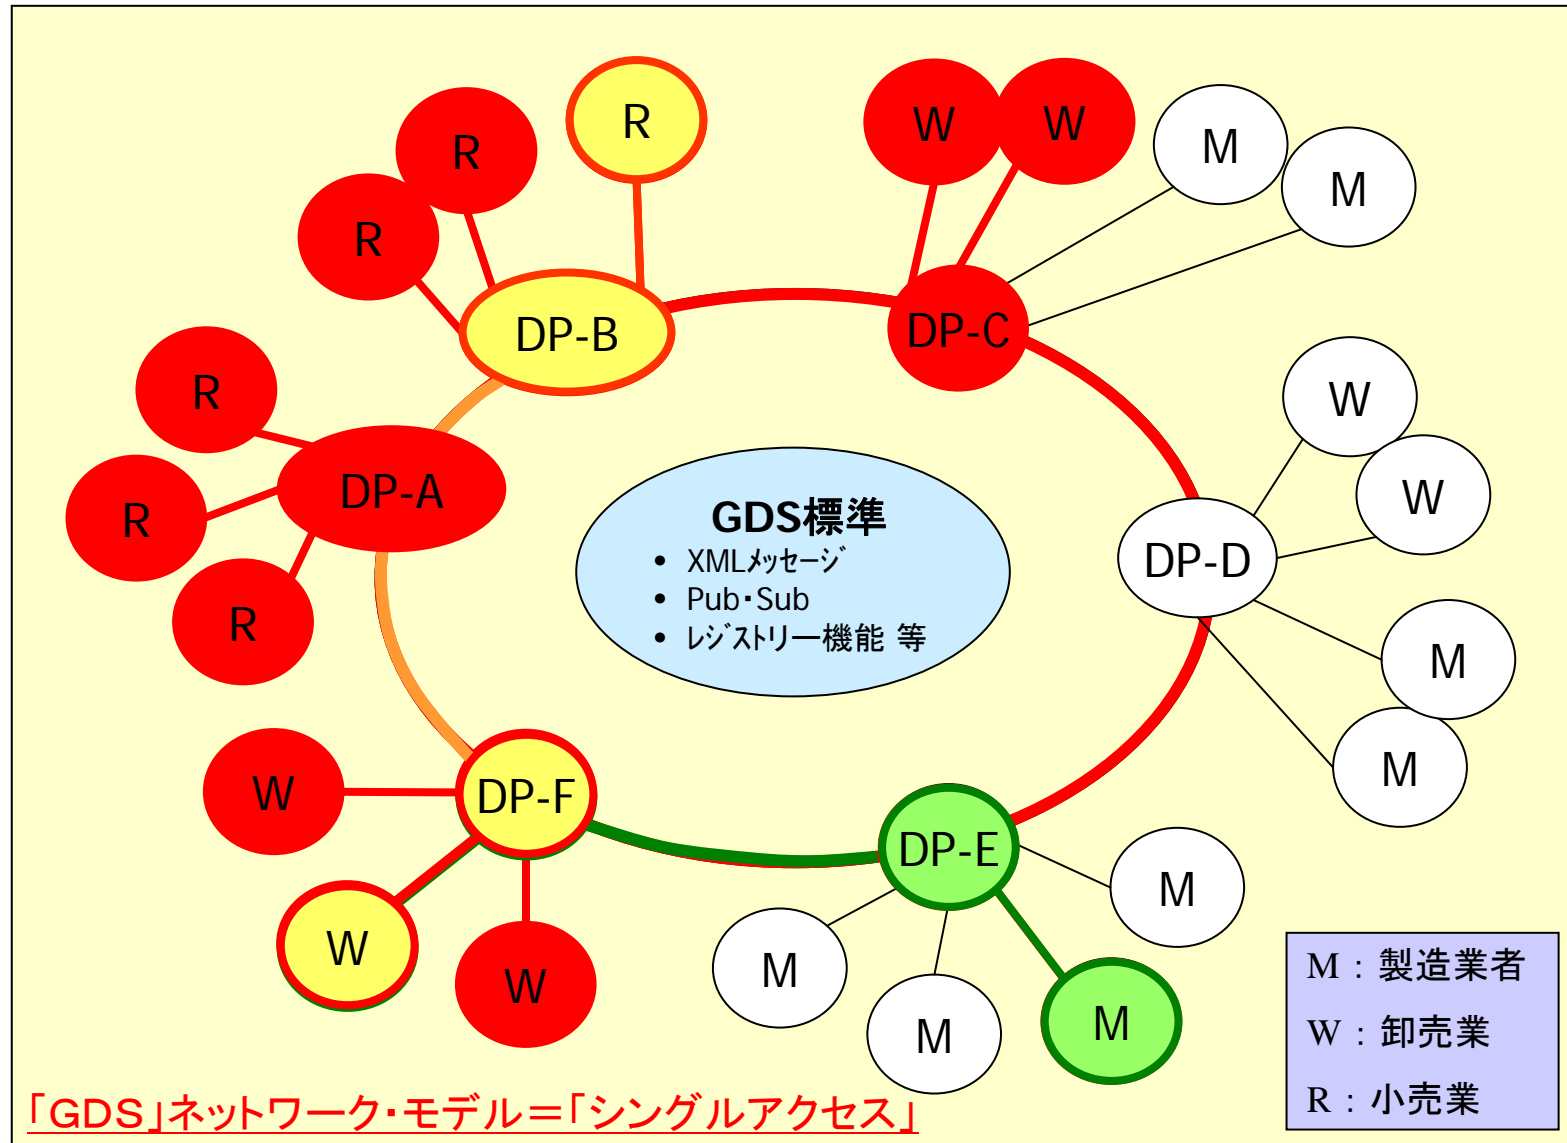 R
W
W
R
M
M
R
DP-B
DP-C
R
W
DP-A
R
W
GDS標準
• XMLメッセージ
• Pub・Sub
• レジストリー機能 等
DP-D
R
M
W
DP-F
M
DP-E
M
W
M
W
M
M
M : 製造業者
W : 卸売業
R : 小売業
「GDS」ネットワーク・モデル=「シングルアクセス」